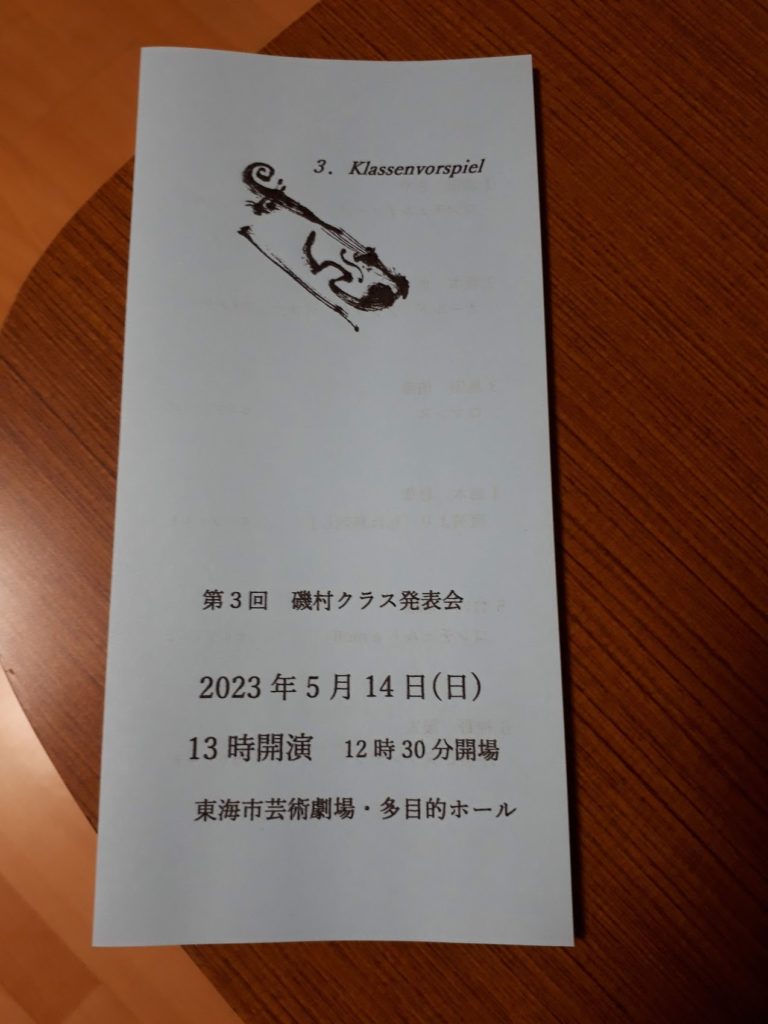 3. Klassenvorspiel
第3回 磯村クラス発表会
2023年5月14日(日)
13時開演 12時30分開場
東海市芸術劇場・多目的ホール